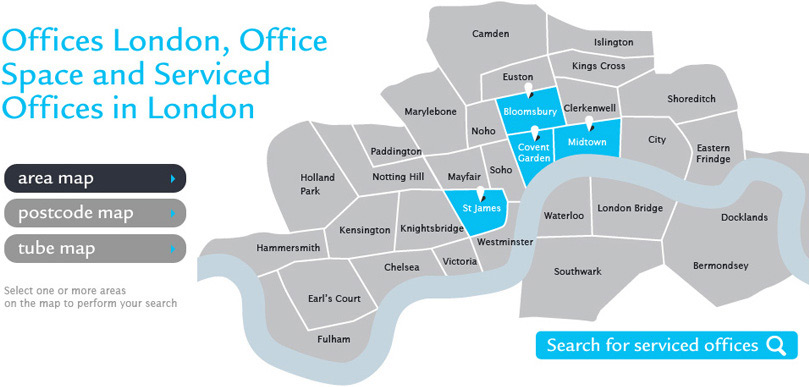 Offices London, Office
Space and Serviced
Offices in London
area map
postcode map
tube map
Select one or more areas
on the map to perform your search
Camden
Islington
Kings Cross
Euston
Bloomsbury
Clerkenwell
Shoreditch
Marylebone
Noho
Covent
Garden
Midtown
City
Eastern
Frindge
Paddington
Holland
Park
Notting Hill
Mayfair
Soho
St James
Waterloo
London Bridge
Docklands
Kensington
Knightsbridge
Hammersmith
Westminster
Victoria
Chelsea
Southwark
Bermondsey
Earl's Court
Fulham
Search for serviced offices